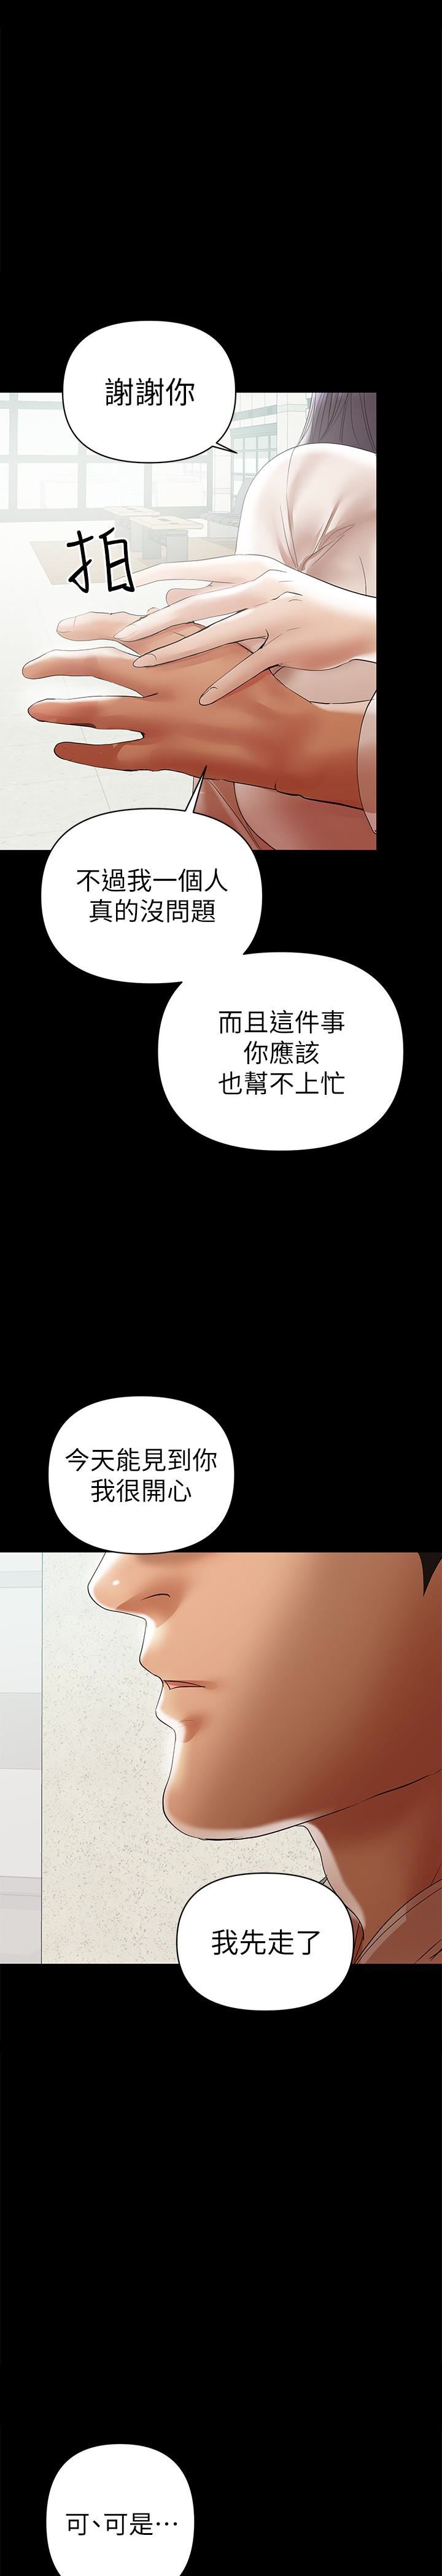 謝謝你
拍
不過我一個人
真的沒問題
而且這件事
你應該
也幫不上忙
今天能見到你
我很開心
我先走了
可、可是⋯